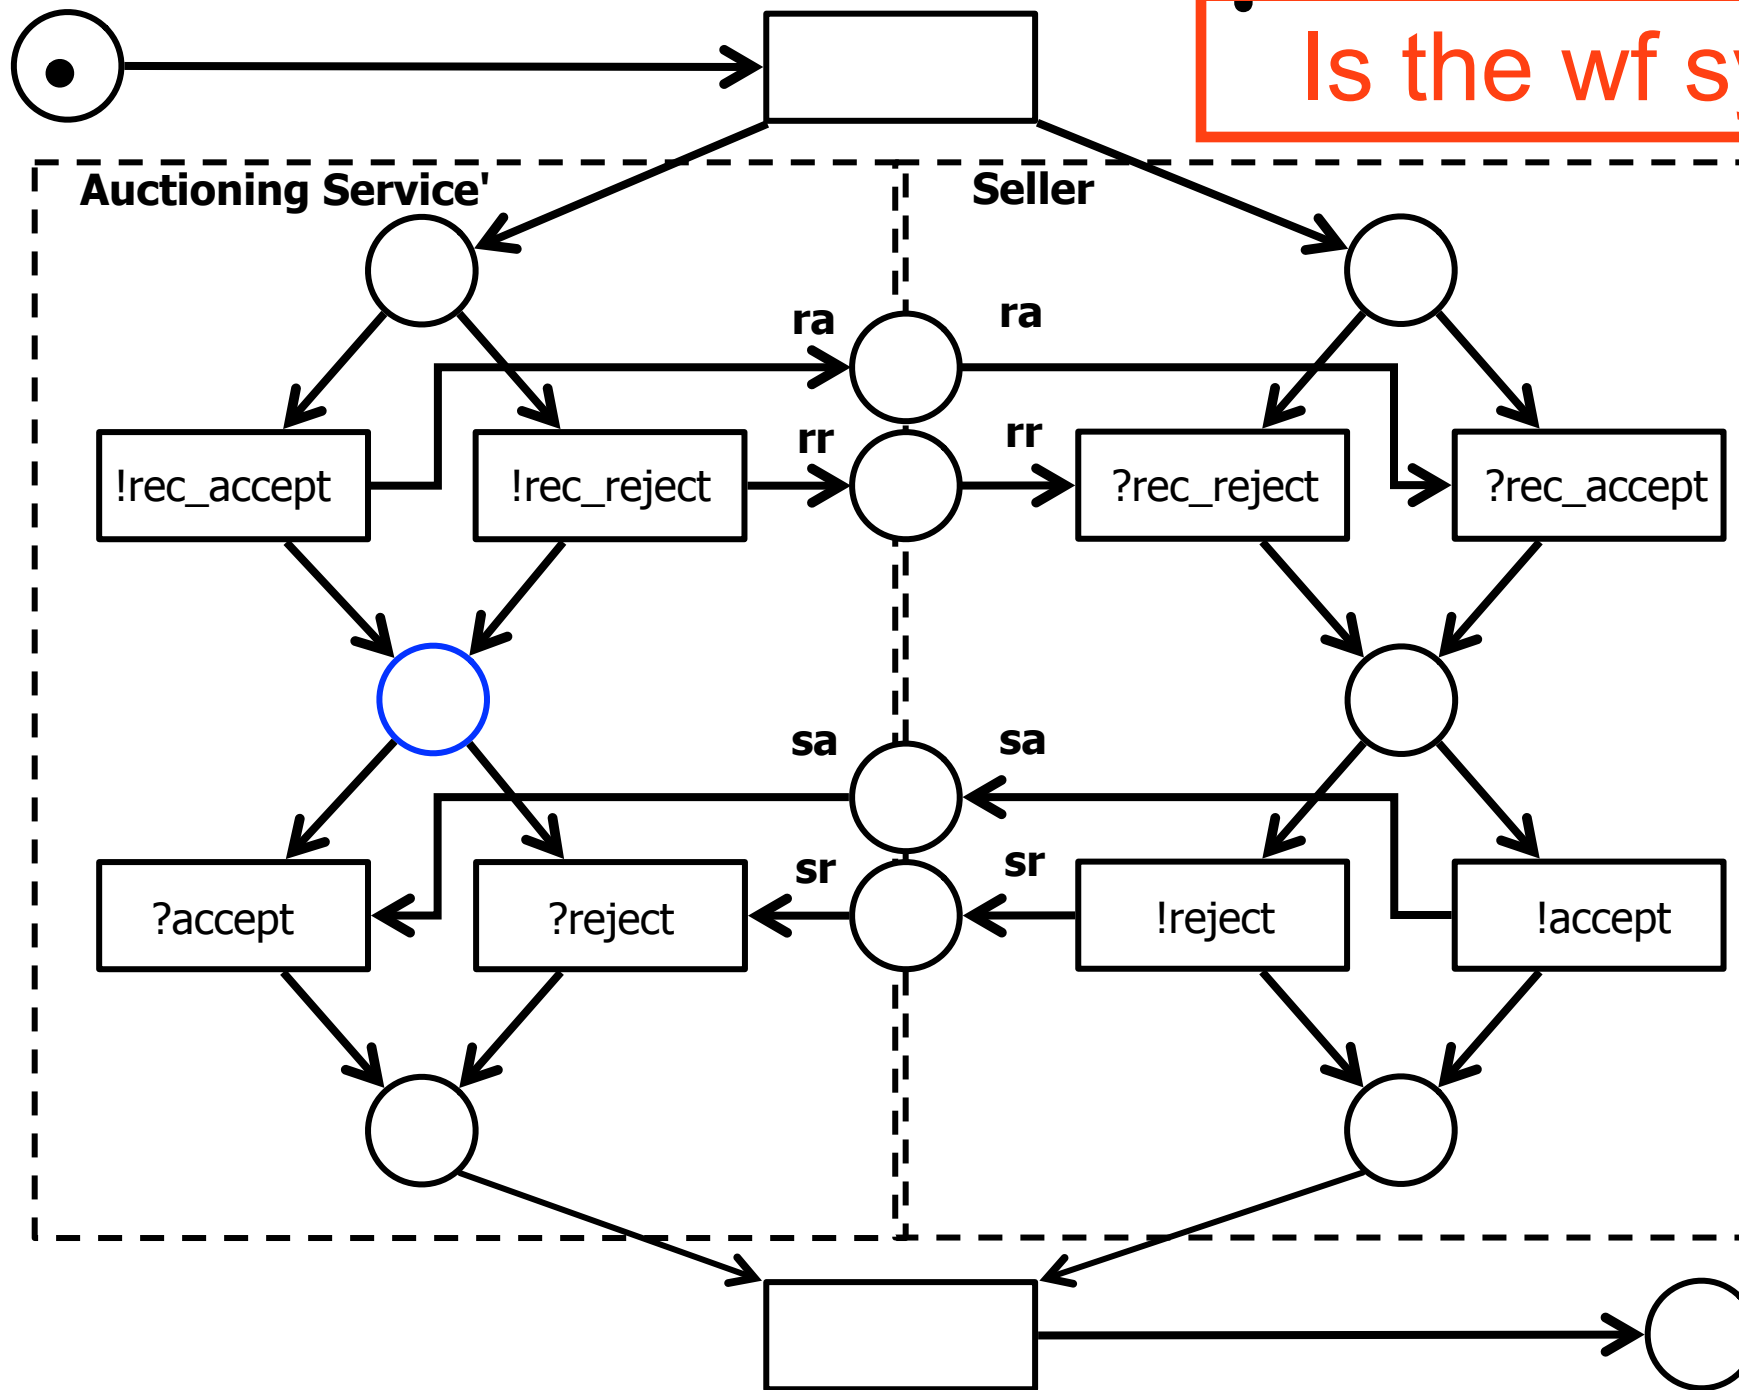 Is the wf
Auctioning Service'
Seller
ra
ra
rr
rr
!rec_accept
!rec_reject
?rec_reject
?rec_accept
sa
sa
sr
sr
?accept
?reject
!reject
!accept